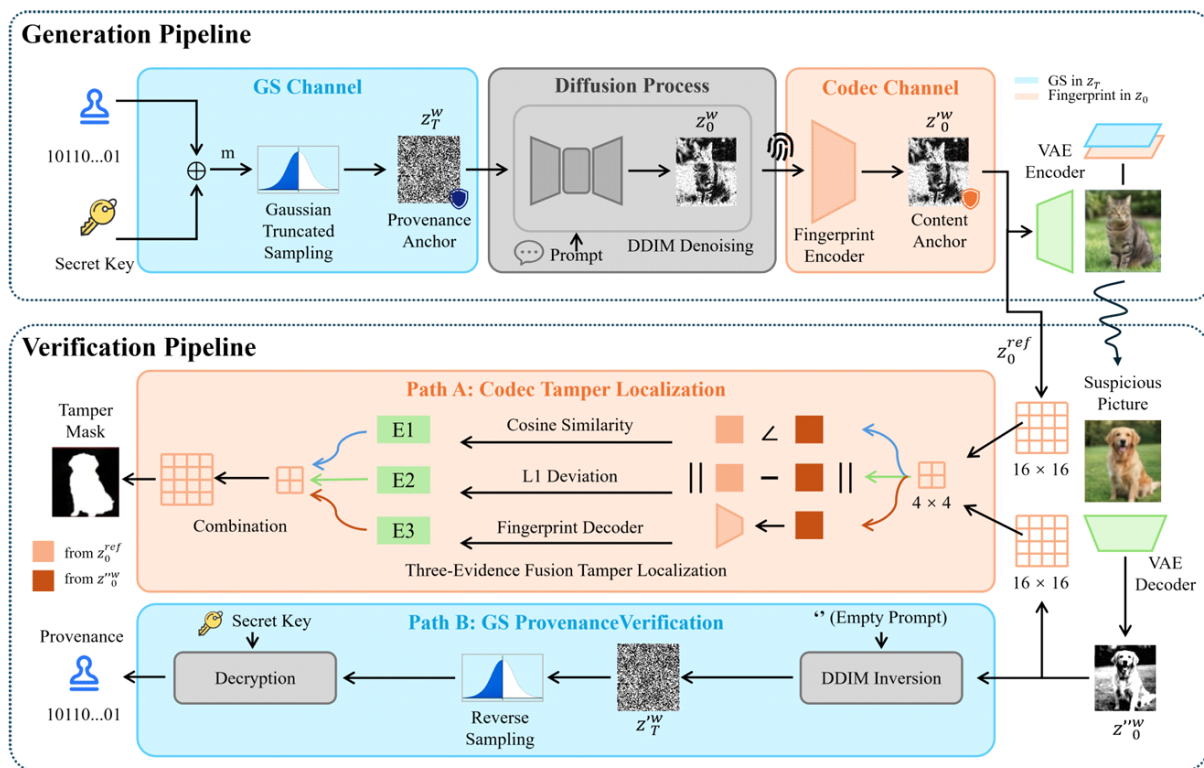 Generation Pipeline
GS Channel
Diffusion Process
Codec Channel
GS in z_T
Fingerprint in z_0
10110...01
m
z_T^w
z_0^w
z'_0^w
VAE
Encoder
Gaussian
Truncated
Sampling
Provenance
Anchor
Prompt
DDIM Denoising
Fingerprint
Encoder
Content
Anchor
Secret Key
Verification Pipeline
z_0^ref
Path A: Codec Tamper Localization
Suspicious
Picture
Tamper
Mask
E1
Cosine Similarity
∠
E2
L1 Deviation
|| − ||
4 × 4
16 × 16
E3
Fingerprint Decoder
Combination
Three-Evidence Fusion Tamper Localization
16 × 16
VAE
Decoder
from z_0^ref
from z''_0^w
Path B: GS ProvenanceVerification
Secret Key
‘’ (Empty Prompt)
Provenance
Decryption
DDIM Inversion
10110...01
Reverse
Sampling
z'_T^w
z''_0^w